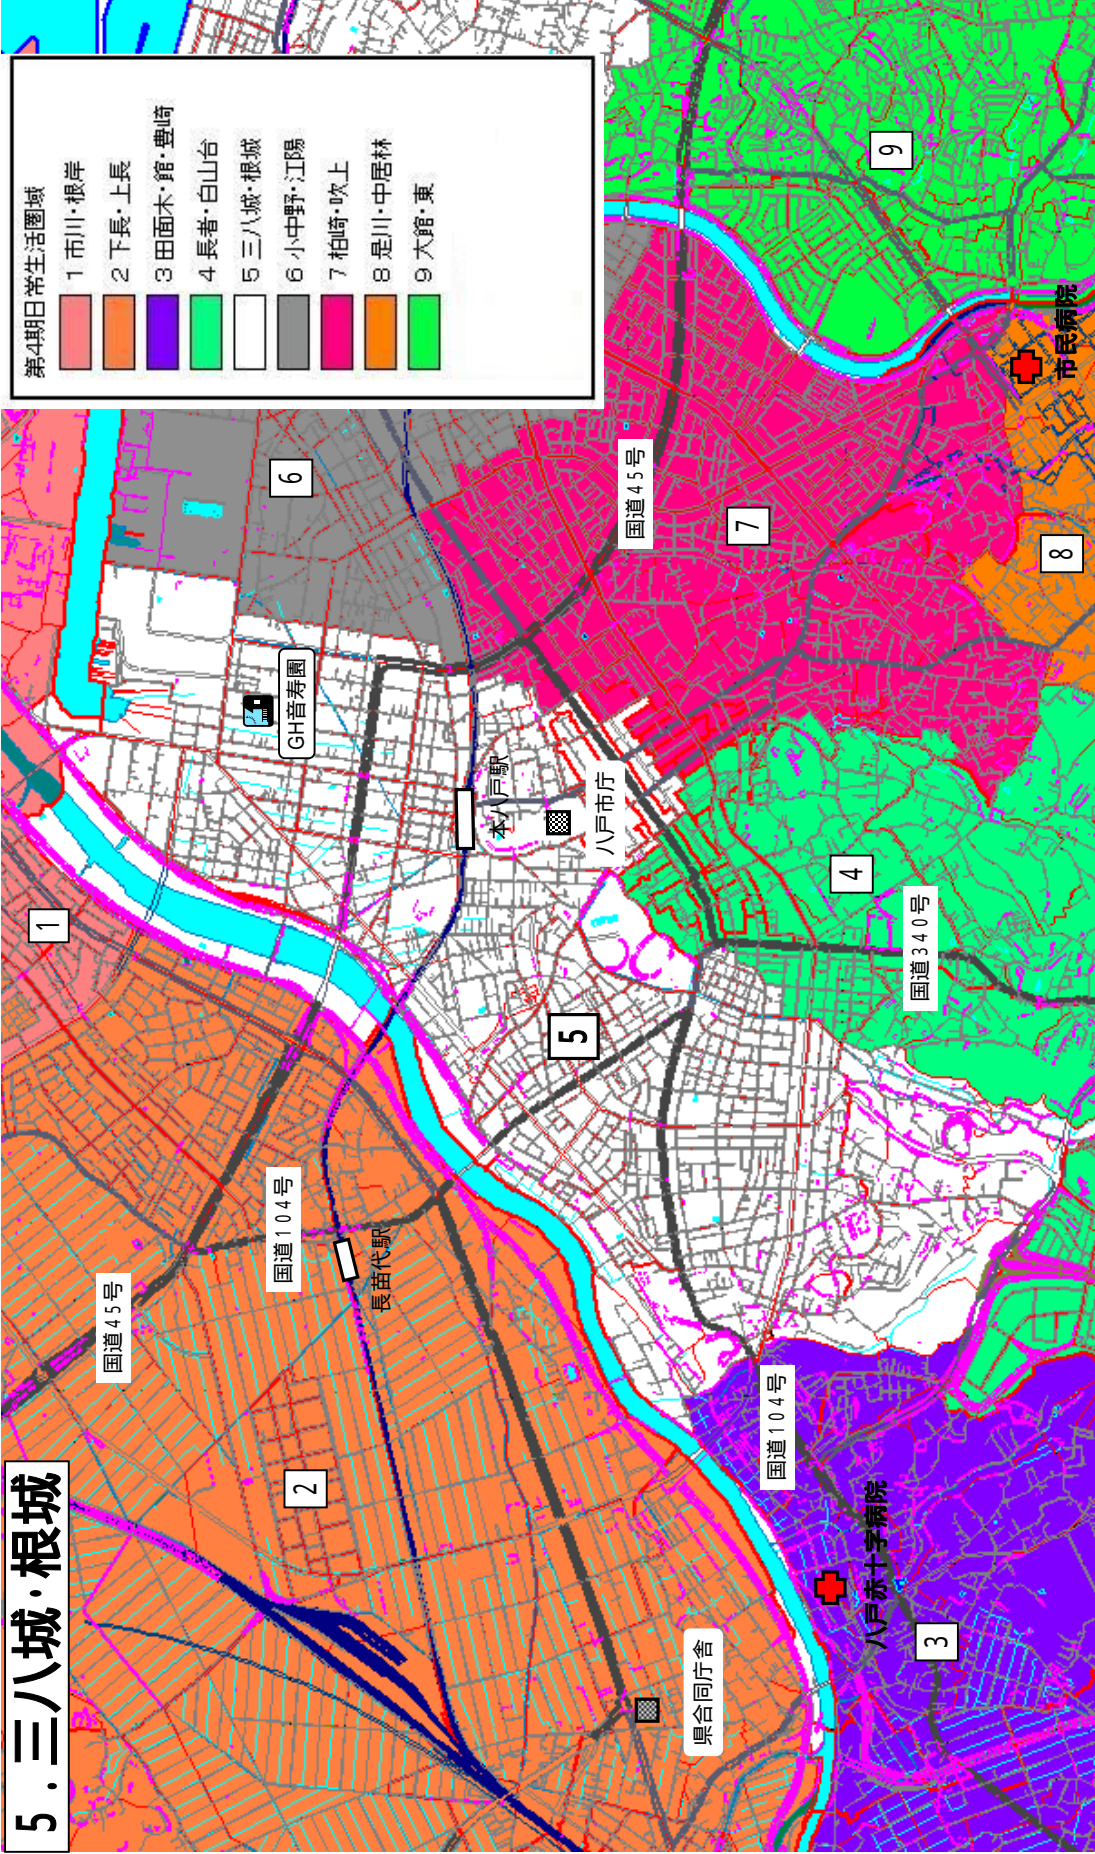 5．三八城・根城
第4期日常生活圏域
1 市川・根岸
2 下長・上長
3 田面木・館・豊崎
4 長者・白山台
5 三八城・根城
6 小中野・江陽
7 柏崎・吹上
8 是川・中居林
9 大館・東
1
2
3
4
5
6
7
8
9
国道45号
国道104号
長苗代駅
GH音寿園
本八戸駅
八戸市庁
国道45号
国道340号
国道104号
県合同庁舎
八戸赤十字病院
市民病院